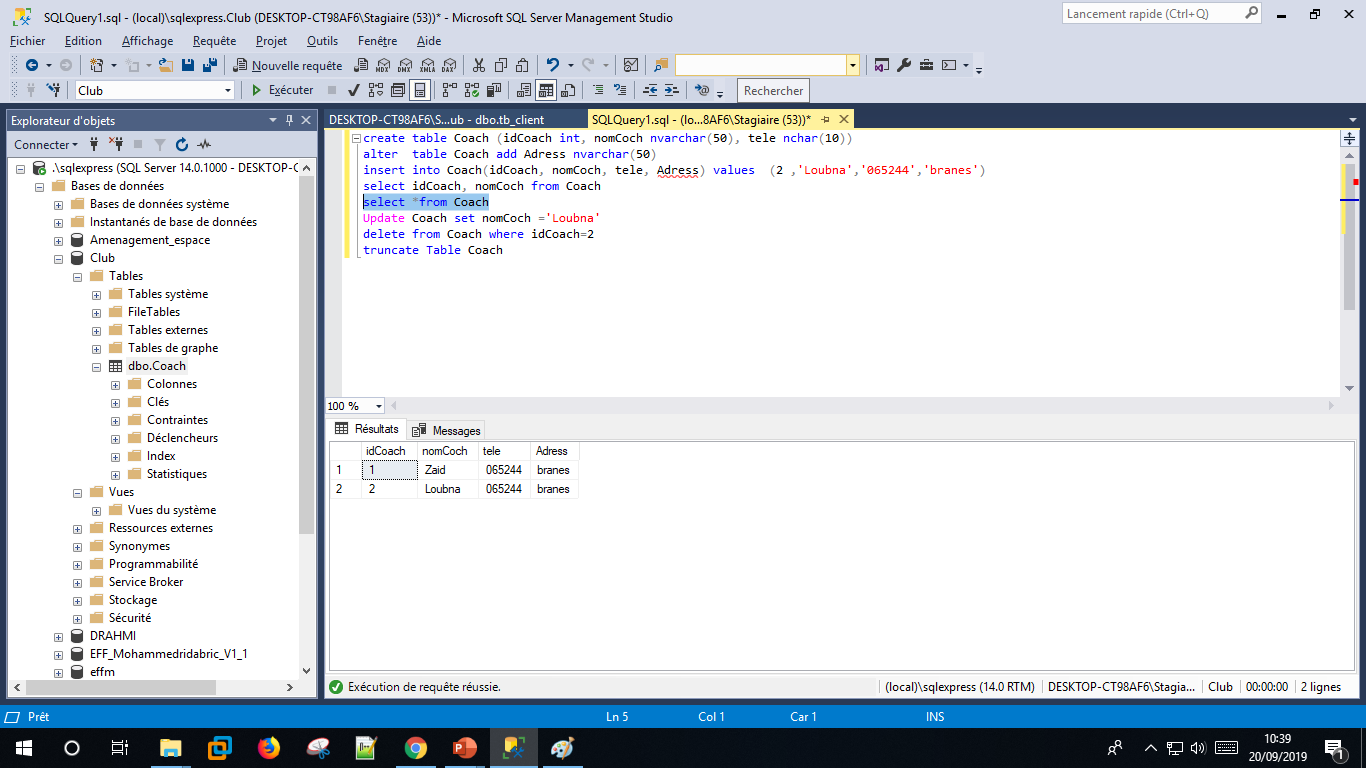 SQLQuery1.sql - (local)\sqlexpress.Club (DESKTOP-CT98AF6\Stagiaire (53))* - Microsoft SQL Server Management Studio
Lancement rapide (Ctrl+Q)
Fichier Edition Affichage Requête Projet Outils Fenêtre Aide
Nouvelle requête MDX DMX XMLA DAX
Club Exécuter Rechercher
Explorateur d'objets
Connecter
.\sqlexpress (SQL Server 14.0.1000 - DESKTOP-C
Bases de données
Bases de données système
Instantanés de base de données
Amenagement_espace
Club
Tables
Tables système
FileTables
Tables externes
Tables de graphe
dbo.Coach
Colonnes
Clés
Contraintes
Déclencheurs
Index
Statistiques
Vues
Vues du système
Ressources externes
Synonymes
Programmabilité
Service Broker
Stockage
Sécurité
DRAHMI
EFF_Mohammedridabric_V1_1
effm
DESKTOP-CT98AF6\S...ub - dbo.tb_client
SQLQuery1.sql - (lo...8AF6\Stagiaire (53))*
create table Coach (idCoach int, nomCoch nvarchar(50), tele nchar(10))
alter  table Coach add Adress nvarchar(50)
insert into Coach(idCoach, nomCoch, tele, Adress) values  (2 ,'Loubna','065244','branes')
select idCoach, nomCoch from Coach
select *from Coach
Update Coach set nomCoch ='Loubna'
delete from Coach where idCoach=2
truncate Table Coach
100 %
Résultats Messages
idCoach nomCoch tele Adress
1 1 Zaid 065244 branes
2 2 Loubna 065244 branes
Exécution de requête réussie.
(local)\sqlexpress (14.0 RTM) DESKTOP-CT98AF6\Stagia... Club 00:00:00 2 lignes
Prêt Ln 5 Col 1 Car 1 INS
10:39
20/09/2019
1